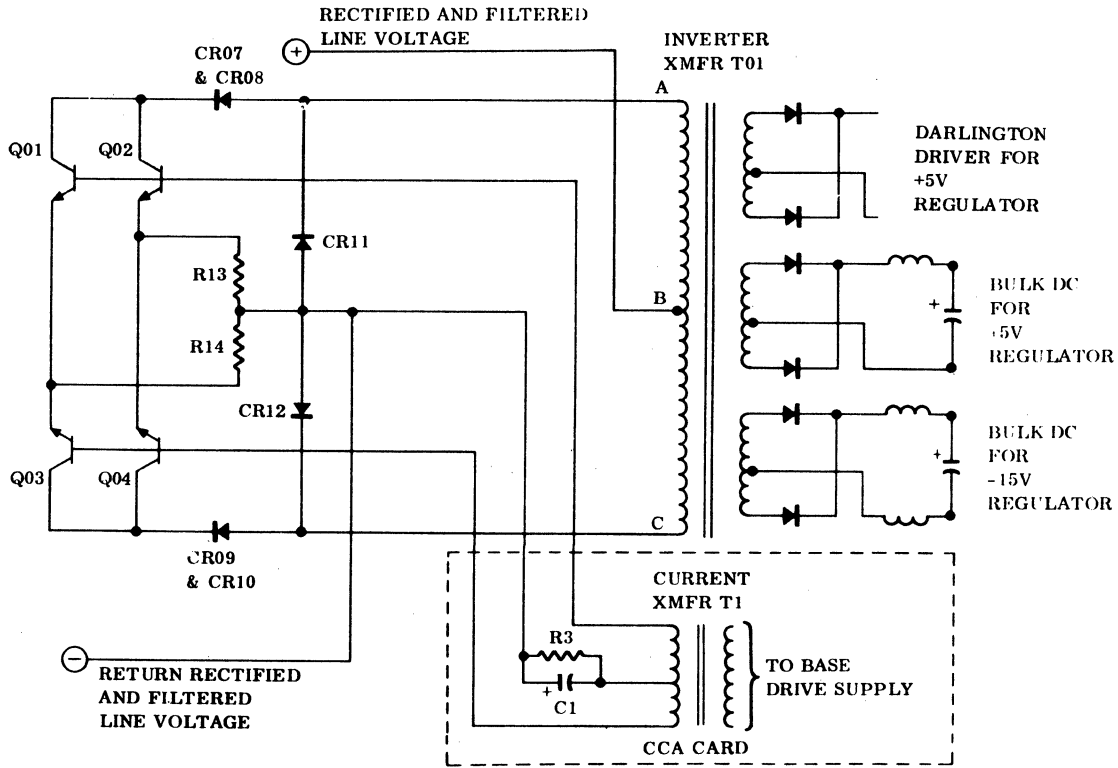 RECTIFIED AND FILTERED
LINE VOLTAGE
+
INVERTER
XMFR T01
CR07
& CR08
A
Q01
Q02
DARLINGTON
DRIVER FOR
+5V
REGULATOR
CR11
R13
B
R14
BULK DC
FOR
+5V
REGULATOR
+
CR12
Q03
Q04
BULK DC
FOR
-15V
REGULATOR
+
C
CR09
& CR10
CURRENT
XMFR T1
R3
−
RETURN RECTIFIED
AND FILTERED
LINE VOLTAGE
+
C1
TO BASE
DRIVE SUPPLY
CCA CARD